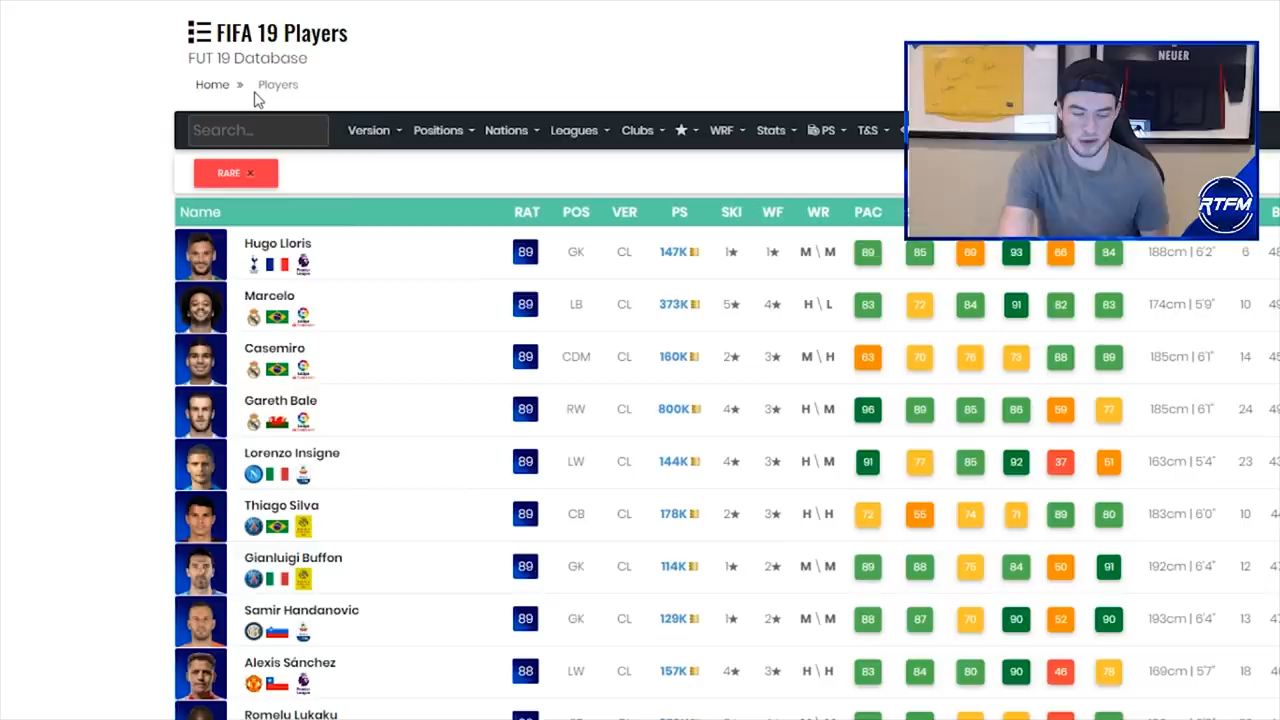 FIFA 19 Players
FUT 19 Database
Home » Players
NEUER
RTFM
Search... Version Positions Nations Leagues Clubs ★ WRF Stats PS T&S
RARE ×
Name RAT POS VER PS SKI WF WR PAC
Hugo Lloris 89 GK CL 147K 1★ 1★ M \ M 89 85 69 93 66 84 188cm | 6'2" 6
Marcelo 89 LB CL 373K 5★ 4★ H \ L 83 72 84 91 82 83 174cm | 5'9" 10
Casemiro 89 CDM CL 160K 2★ 3★ M \ H 63 70 76 73 88 89 185cm | 6'1" 14
Gareth Bale 89 RW CL 800K 4★ 3★ H \ M 96 89 85 86 59 77 185cm | 6'1" 24
Lorenzo Insigne 89 LW CL 144K 4★ 3★ H \ M 91 77 85 92 37 51 163cm | 5'4" 23
Thiago Silva 89 CB CL 178K 2★ 3★ H \ H 72 55 74 71 89 80 183cm | 6'0" 10
Gianluigi Buffon 89 GK CL 114K 1★ 2★ M \ M 89 88 75 84 50 91 192cm | 6'4" 12
Samir Handanovic 89 GK CL 129K 1★ 2★ M \ M 88 87 70 90 52 90 193cm | 6'4" 13
Alexis Sánchez 88 LW CL 157K 4★ 3★ H \ H 83 84 80 90 46 78 169cm | 5'7" 18
Romelu Lukaku